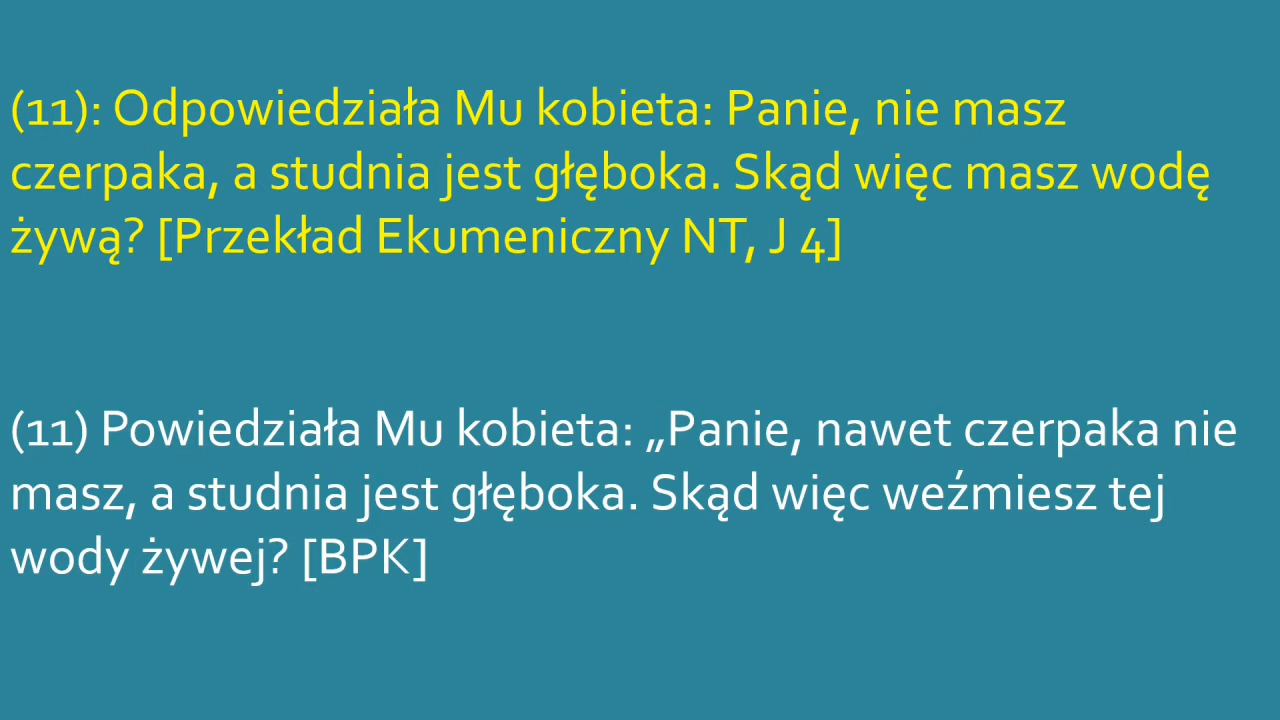 (11): Odpowiedziała Mu kobieta: Panie, nie masz
czerpaka, a studnia jest głęboka. Skąd więc masz wodę
żywą? [Przekład Ekumeniczny NT, J 4]
(11) Powiedziała Mu kobieta: „Panie, nawet czerpaka nie
masz, a studnia jest głęboka. Skąd więc weźmiesz tej
wody żywej? [BPK]